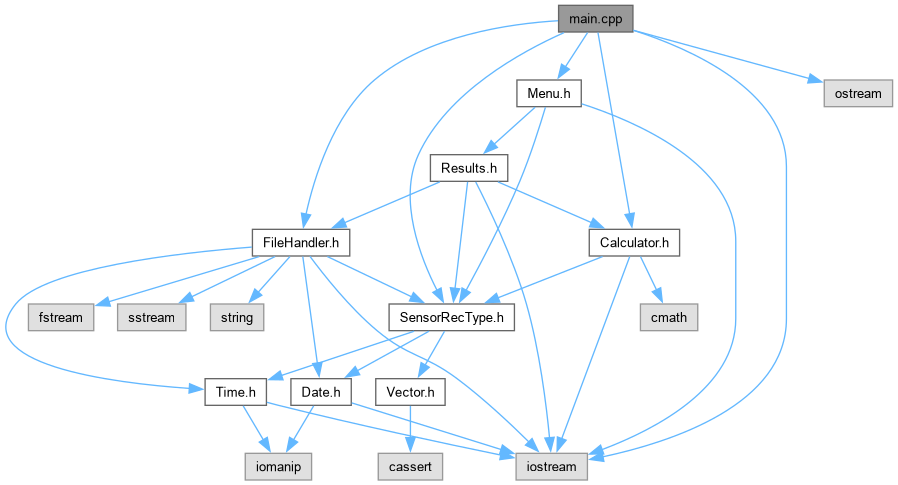 main.cpp
ostream
Menu.h
Results.h
FileHandler.h
Calculator.h
fstream
sstream
string
SensorRecType.h
cmath
Time.h
Date.h
Vector.h
iomanip
cassert
iostream